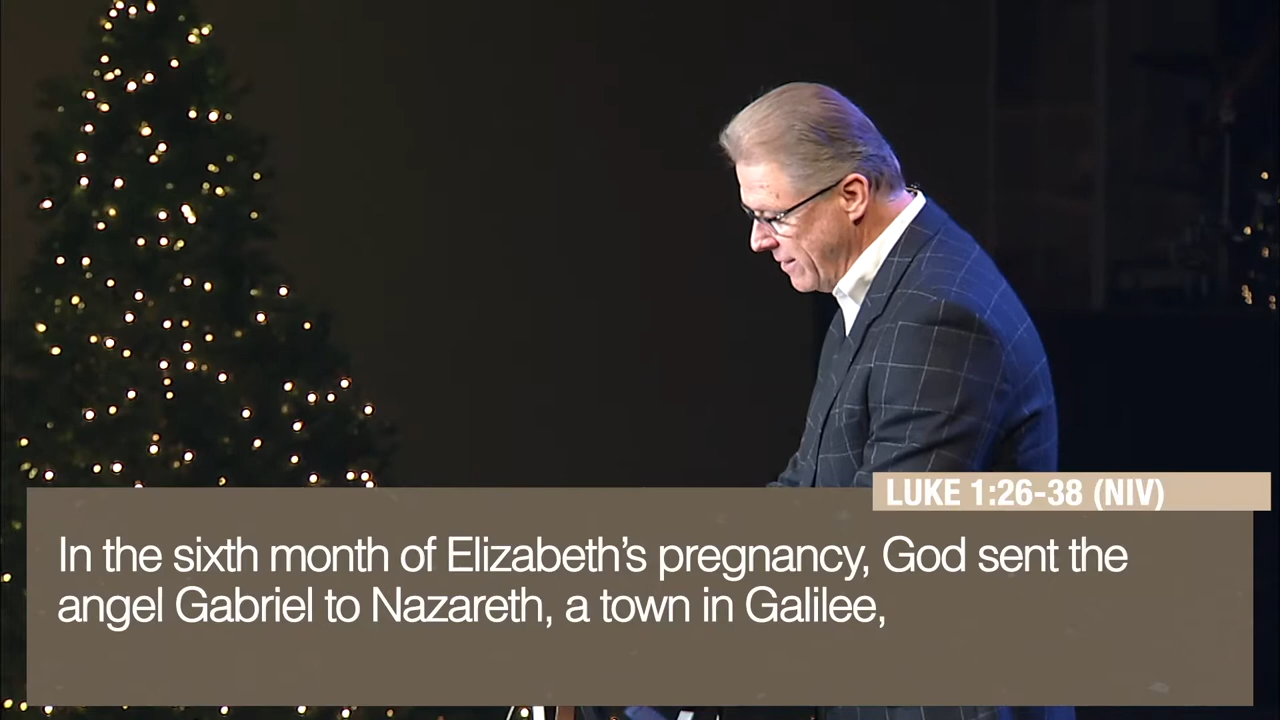 LUKE 1:26-38 (NIV)
In the sixth month of Elizabeth’s pregnancy, God sent the
angel Gabriel to Nazareth, a town in Galilee,